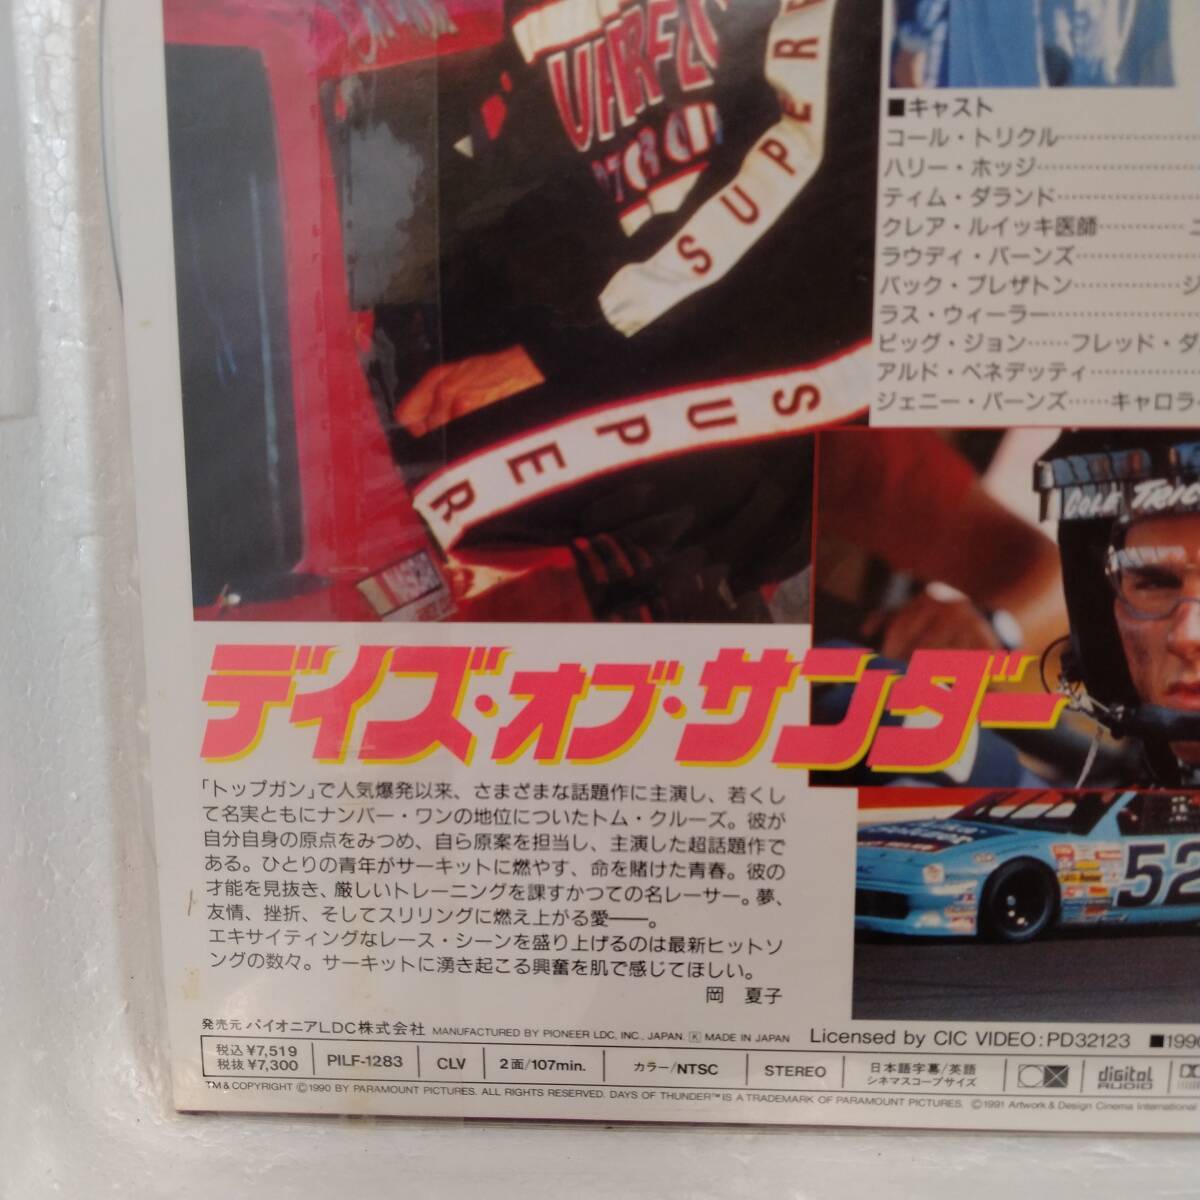 SUPER
SUPER
■キャスト
コール・トリクル
ハリー・ホッジ
ティム・ダランド
クレア・ルイッキ医師
ラウディ・バーンズ
バック・ブレザトン
ラス・ウィーラー
ビッグ・ジョン……フレッド・ダ
アルド・ベネデッティ
ジェニー・バーンズ……キャロラ
COLE TRIC
デイズ・オブ・サンダー
52
「トップガン」で人気爆発以来、さまざまな話題作に主演し、若くし
て名実ともにナンバー・ワンの地位についたトム・クルーズ。彼が
自分自身の原点をみつめ、自ら原案を担当し、主演した超話題作で
ある。ひとりの青年がサーキットに燃やす、命を賭けた青春。彼の
才能を見抜き、厳しいトレーニングを課すかつての名レーサー。夢、
友情、挫折、そしてスリリングに燃え上がる愛――。
エキサイティングなレース・シーンを盛り上げるのは最新ヒットソ
ングの数々。サーキットに湧き起こる興奮を肌で感じてほしい。
岡 夏子
発売元 パイオニアLDC株式会社 MANUFACTURED BY PIONEER LDC, INC., JAPAN. K MADE IN JAPAN Licensed by CIC VIDEO:PD32123 ■1990
税込¥7,519
税抜¥7,300
PILF-1283
CLV
2面/107min.
カラー/NTSC
STEREO
日本語字幕/英語
シネマスコープサイズ
digital
AUDIO
TM & COPYRIGHT ©1990 BY PARAMOUNT PICTURES. ALL RIGHTS RESERVED. DAYS OF THUNDER™ IS A TRADEMARK OF PARAMOUNT PICTURES. ©1991 Artwork & Design Cinema International